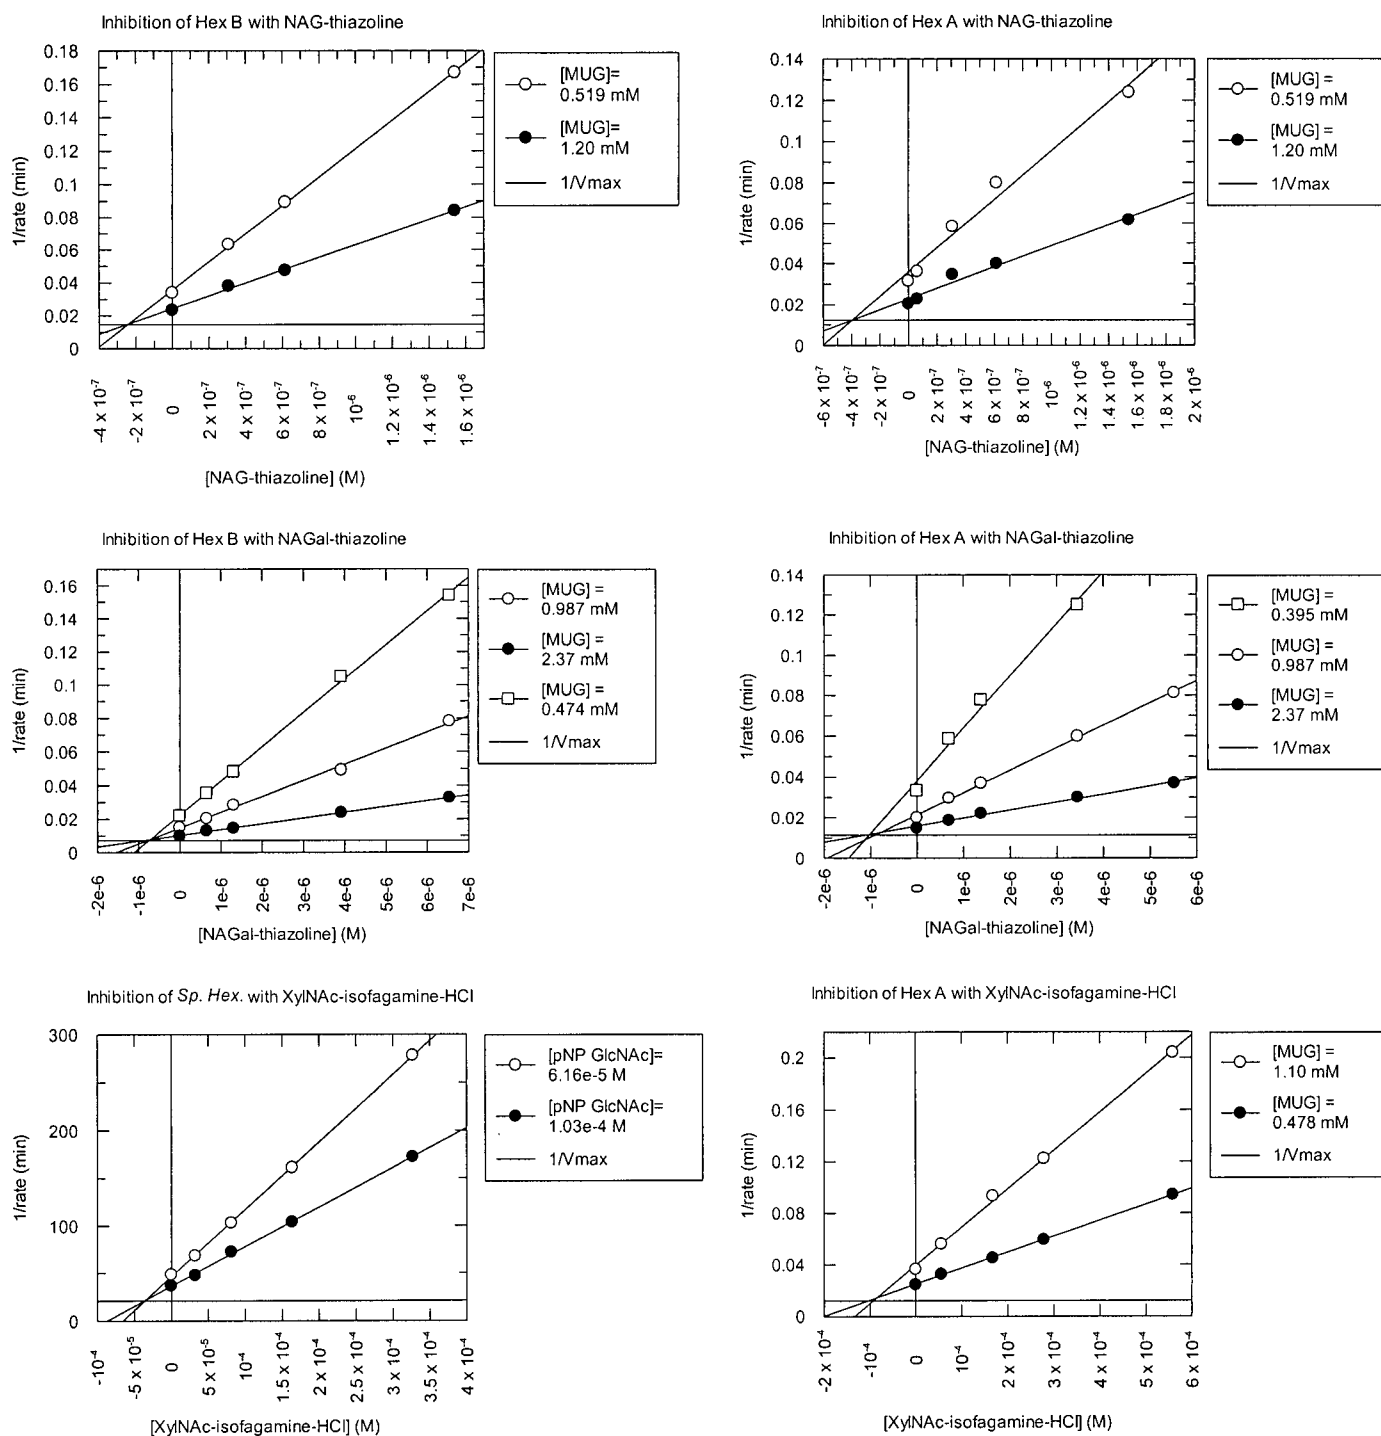 Inhibition of Hex B with NAG-thiazoline
0.18
0.16
0.14
0.12
0.1
0.08
0.06
0.04
0.02
0
1/rate (min)
-4 x 10-7
-2 x 10-7
0
2 x 10-7
4 x 10-7
6 x 10-7
8 x 10-7
10-6
1.2 x 10-6
1.4 x 10-6
1.6 x 10-6
[NAG-thiazoline] (M)
[MUG]=
0.519 mM
[MUG]=
1.20 mM
1/Vmax
Inhibition of Hex A with NAG-thiazoline
0.14
0.12
0.1
0.08
0.06
0.04
0.02
0
1/rate (min)
-6 x 10-7
-4 x 10-7
-2 x 10-7
0
2 x 10-7
4 x 10-7
6 x 10-7
8 x 10-7
10-6
1.2 x 10-6
1.4 x 10-6
1.6 x 10-6
1.8 x 10-6
2 x 10-6
[NAG-thiazoline] (M)
[MUG]=
0.519 mM
[MUG] =
1.20 mM
1/Vmax
Inhibition of Hex B with NAGal-thiazoline
0.16
0.14
0.12
0.1
0.08
0.06
0.04
0.02
0
1/rate (min)
-2e-6
-1e-6
0
1e-6
2e-6
3e-6
4e-6
6e-6
7e-6
[NAGal-thiazoline] (M)
[MUG] =
0.987 mM
[MUG] =
2.37 mM
[MUG] =
0.474 mM
1/Vmax
Inhibition of Hex A with NAGal-thiazoline
0.14
0.12
0.1
0.08
0.06
0.04
0.02
0
1/rate (min)
-2e-6
-1e-6
0
1e-6
2e-6
3e-6
4e-6
5e-6
6e-6
[NAGal-thiazoline] (M)
[MUG] =
0.395 mM
[MUG] =
0.987 mM
[MUG] =
2.37 mM
1/Vmax
Inhibition of Sp. Hex. with XylNAc-isofagamine-HCl
300
200
100
0
1/rate (min)
-10-4
-5 x 10-5
0
5 x 10-5
10-4
1.5 x 10-4
2 x 10-4
3 x 10-4
3 x 10-4
4 x 10-4
[XylNAc-isofagamine-HCl] (M)
[pNP GlcNAc]=
6.16e-5 M
[pNP GlcNAc]=
1.03e-4 M
1/Vmax
Inhibition of Hex A with XylNAc-isofagamine-HCl
0.2
0.16
0.12
0.08
0.04
0
1/rate (min)
-2 x 10-4
-10-4
0
10-4
2 x 10-4
3 x 10-4
4 x 10-4
5 x 10-4
6 x 10-4
[XylNAc-isofagamine-HCl] (M)
[MUG] =
1.10 mM
[MUG] =
0.478 mM
1/Vmax